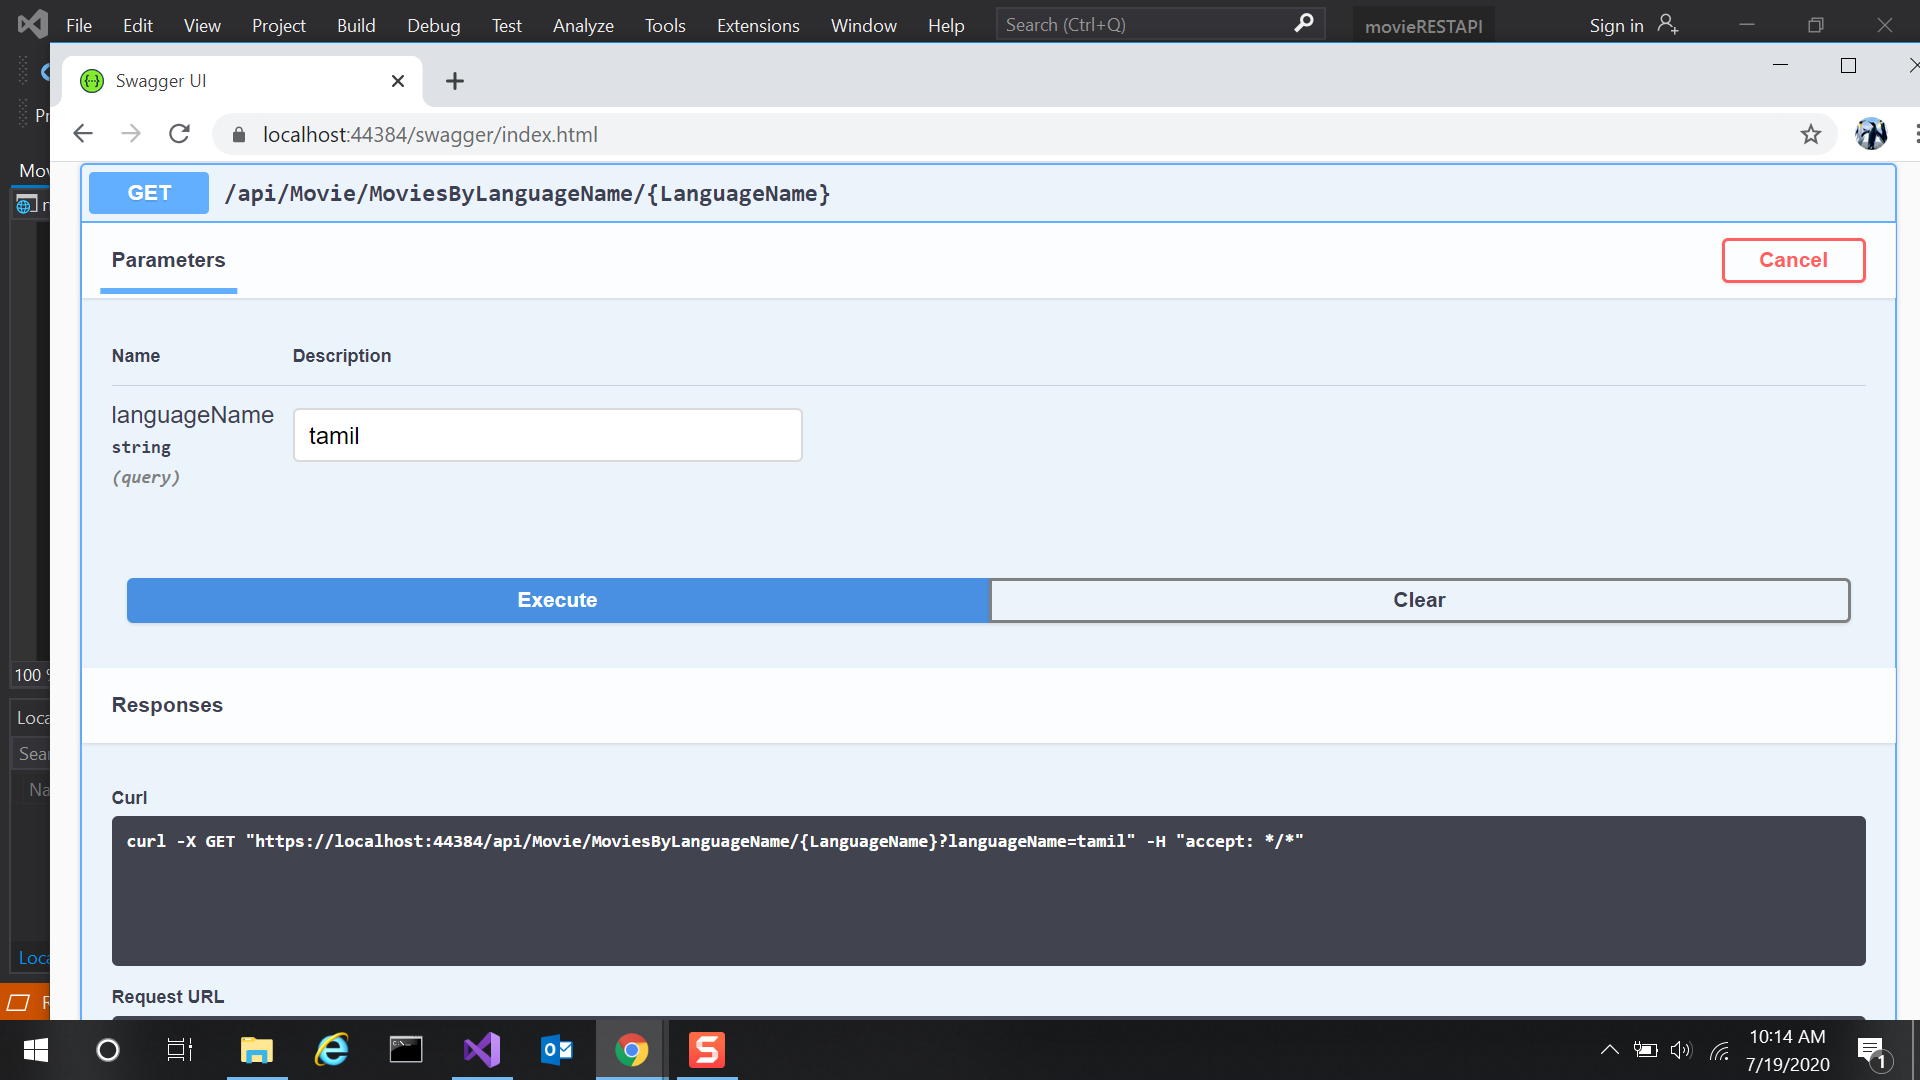 File Edit View Project Build Debug Test Analyze Tools Extensions Window Help Search (Ctrl+Q) movieRESTAPI Sign in
Swagger UI
localhost:44384/swagger/index.html
GET /api/Movie/MoviesByLanguageName/{LanguageName}
Parameters Cancel
Name Description
languageName tamil
string
(query)
Execute Clear
100 %
Responses
Curl
curl -X GET "https://localhost:44384/api/Movie/MoviesByLanguageName/{LanguageName}?languageName=tamil" -H "accept: */*"
Request URL
10:14 AM
7/19/2020
1